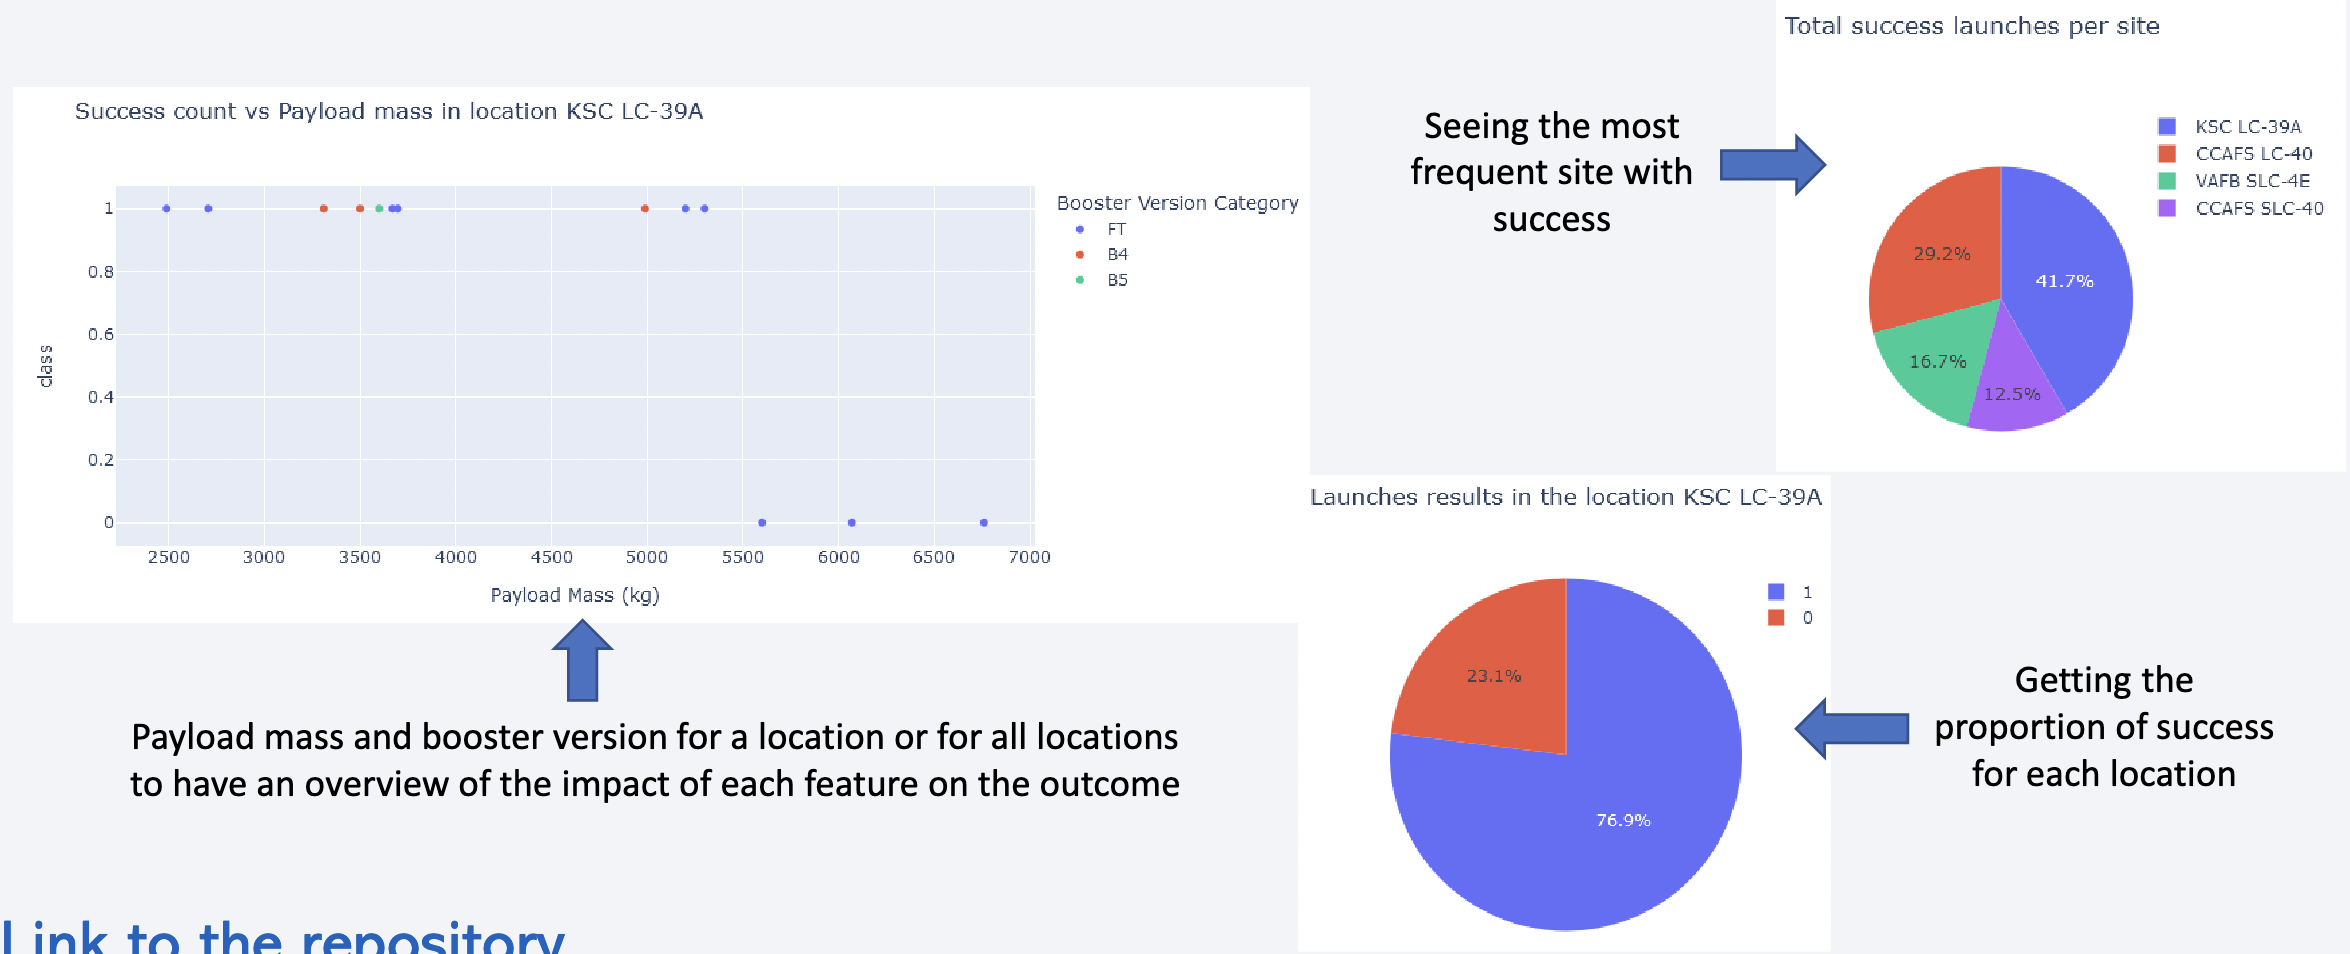 Success count vs Payload mass in location KSC LC-39A
1
0.8
0.6
0.4
0.2
0
class
2500 3000 3500 4000 4500 5000 5500 6000 6500 7000
Payload Mass (kg)
Booster Version Category
FT
B4
B5
Payload mass and booster version for a location or for all locations
to have an overview of the impact of each feature on the outcome
Seeing the most
frequent site with
success
Total success launches per site
KSC LC-39A
CCAFS LC-40
VAFB SLC-4E
CCAFS SLC-40
29.2%
41.7%
16.7%
12.5%
Launches results in the location KSC LC-39A
1
0
23.1%
76.9%
Getting the
proportion of success
for each location
Link to the repository